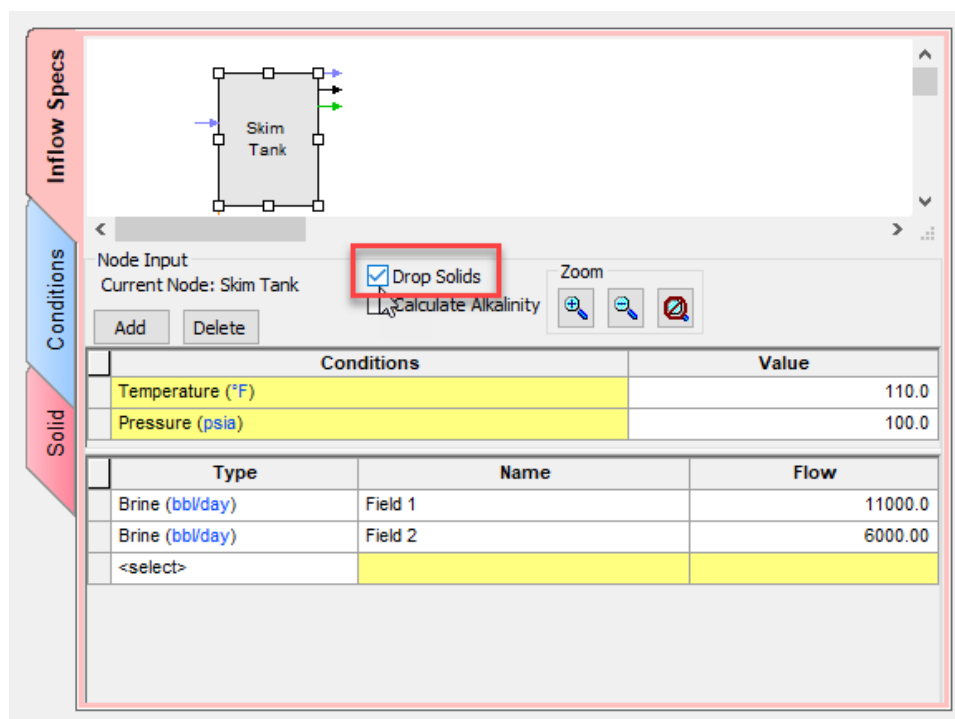 Inflow Specs
Conditions
Solid
Skim
Tank
Node Input
Current Node: Skim Tank
Add
Delete
Drop Solids
Calculate Alkalinity
Zoom
Conditions Value
Temperature (°F) 110.0
Pressure (psia) 100.0
Type Name Flow
Brine (bbl/day) Field 1 11000.0
Brine (bbl/day) Field 2 6000.00
<select>